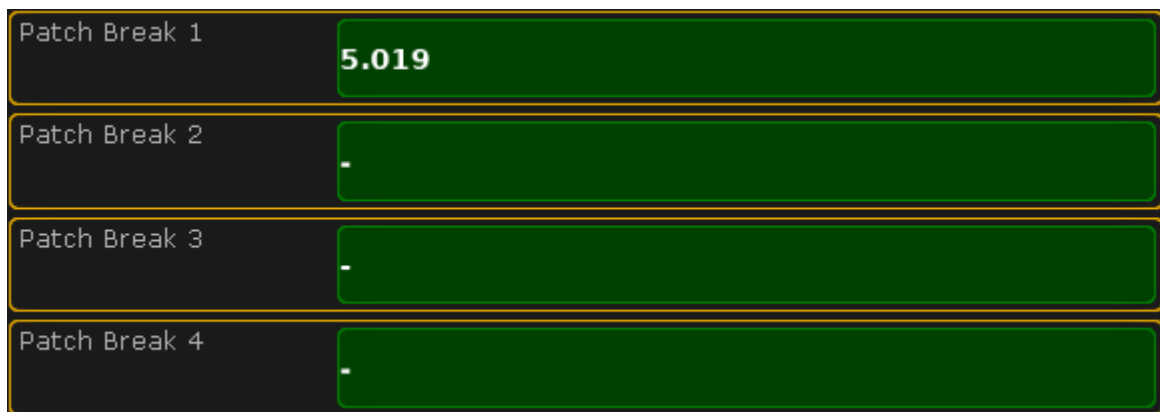 Patch Break 1
5.019
Patch Break 2
-
Patch Break 3
-
Patch Break 4
-